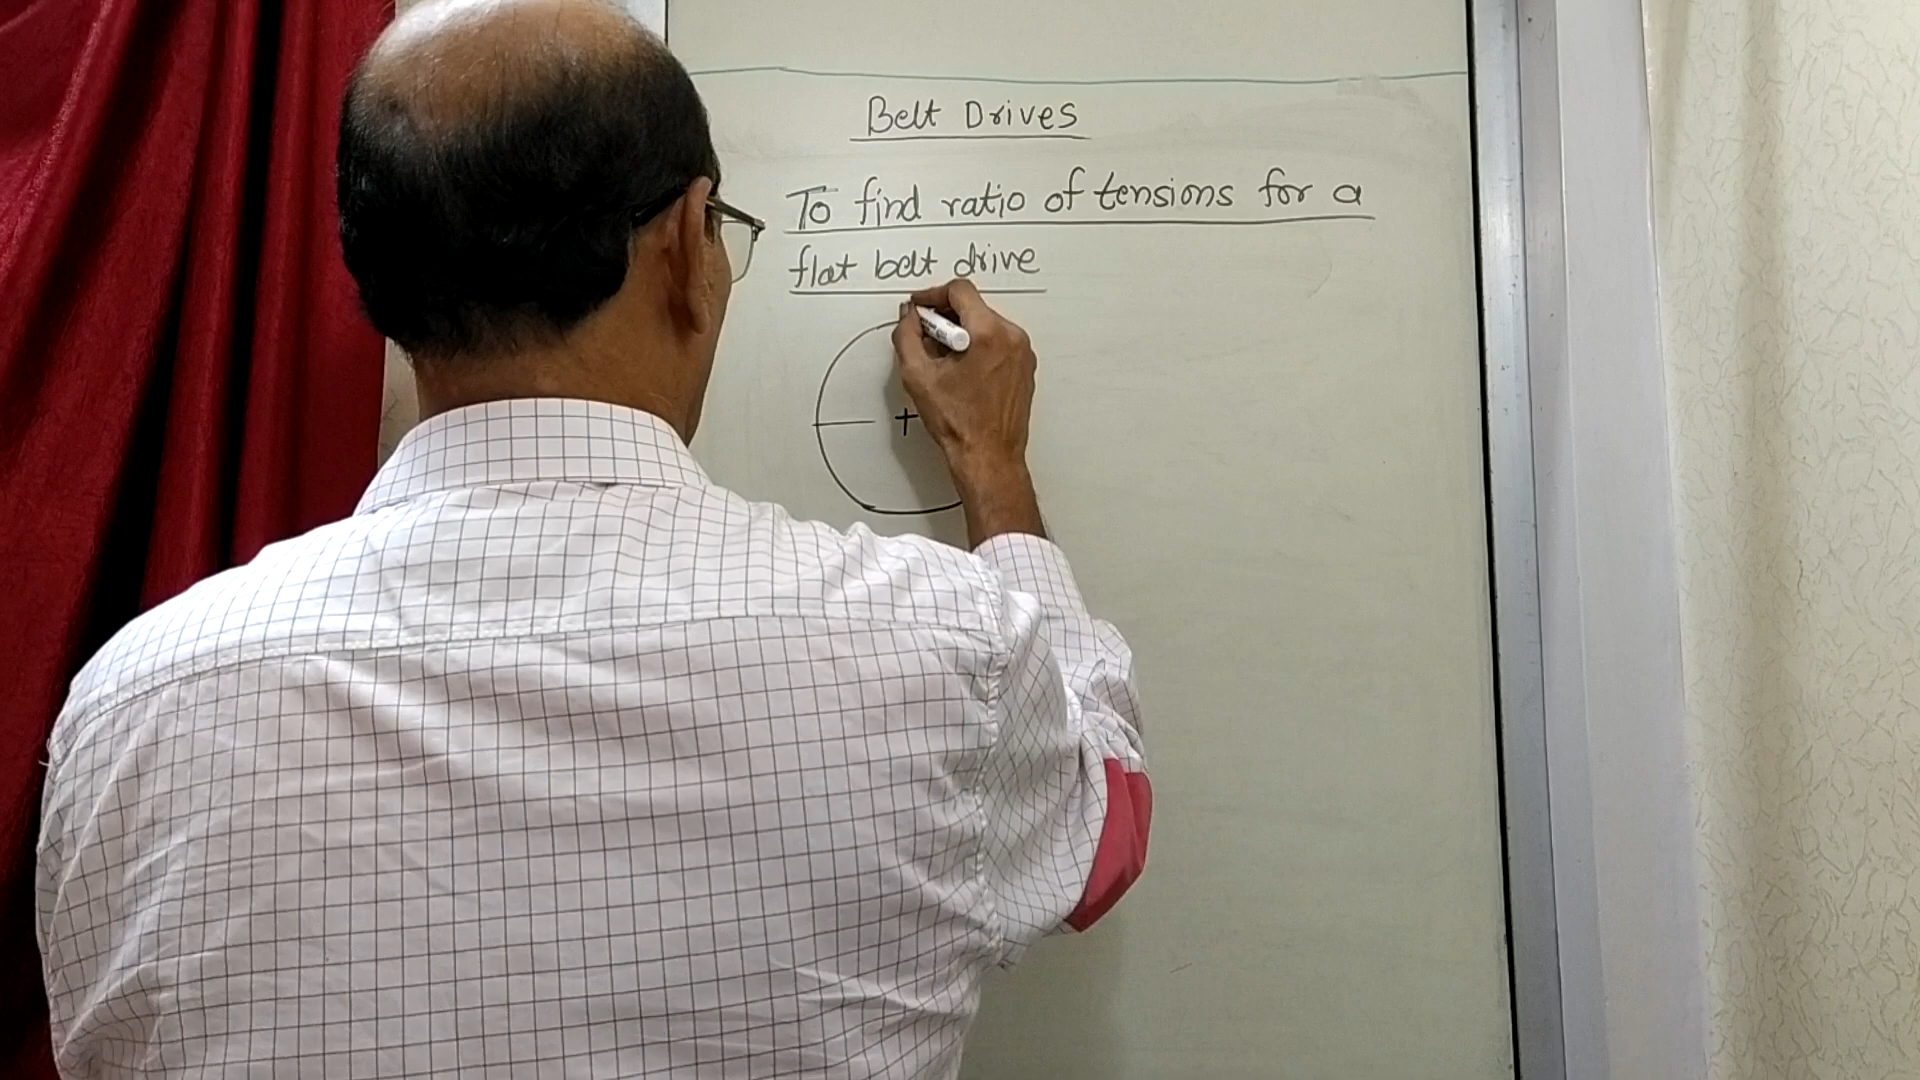 Belt Drives
To find ratio of tensions for a
flat belt drive